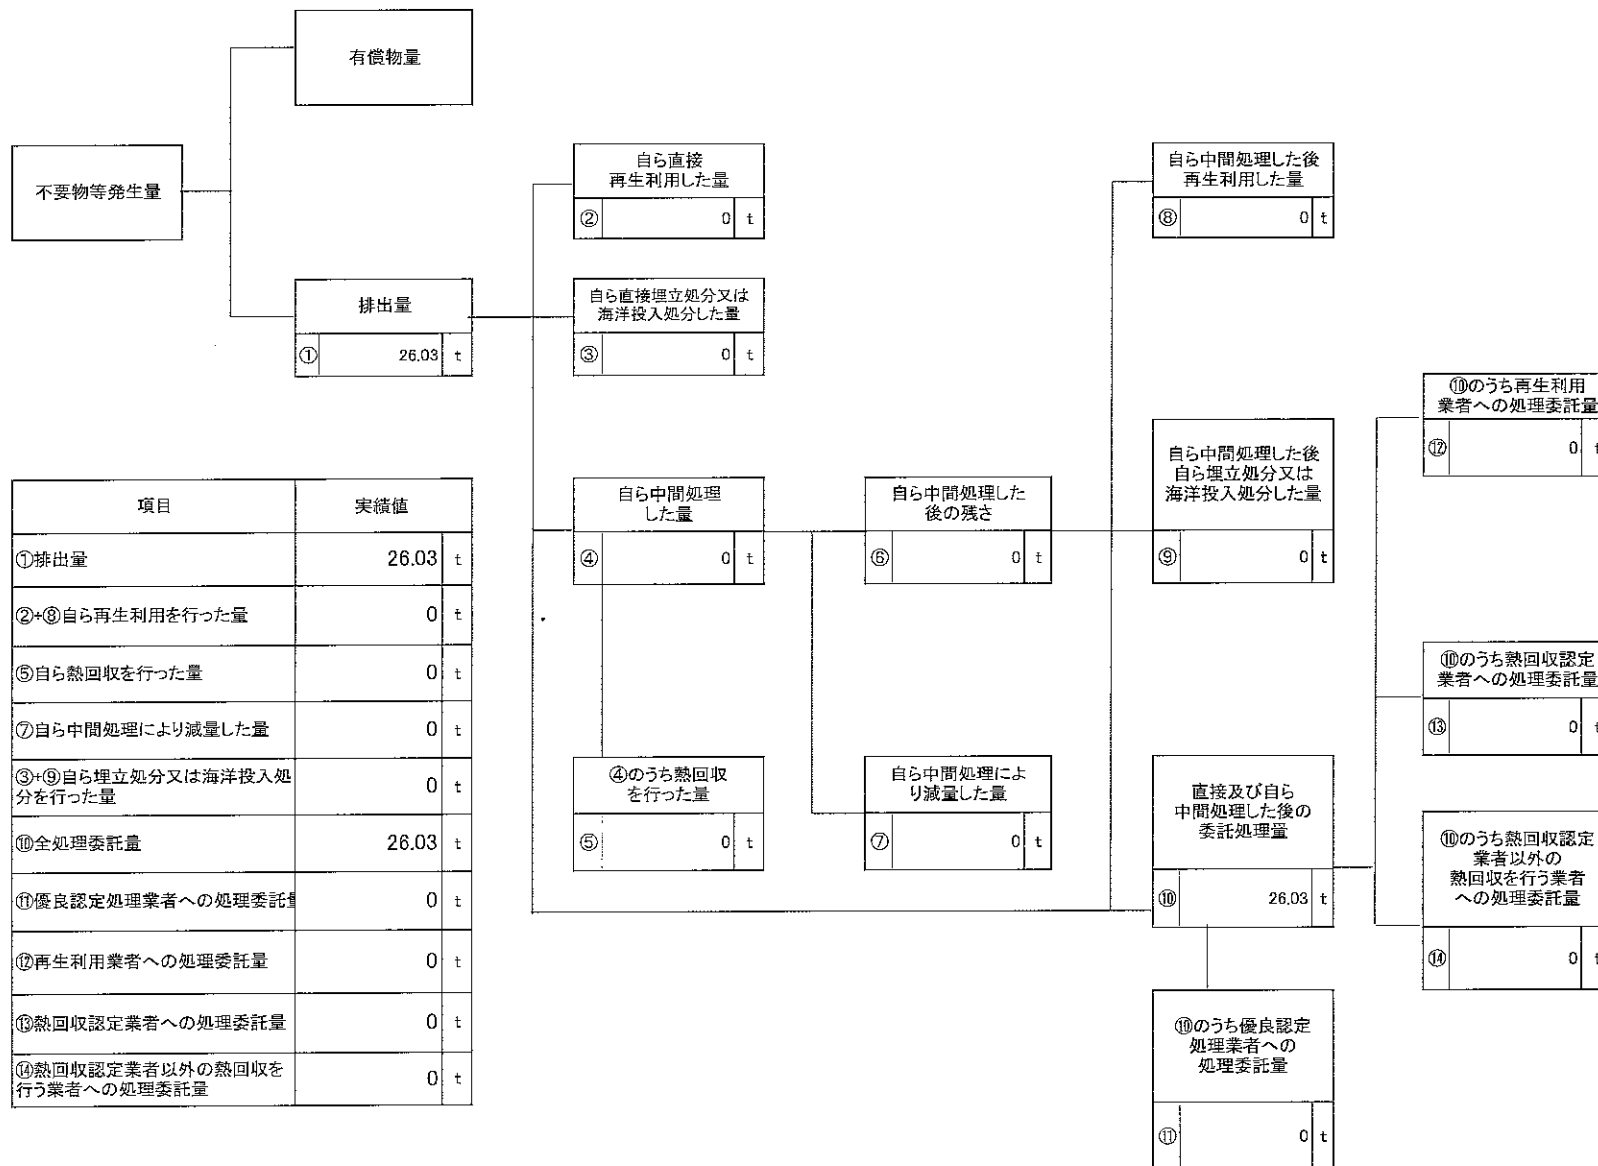 有償物量
不要物等発生量
排出量
① 26.03 t
自ら直接
再生利用した量
② 0 t
自ら直接埋立処分又は
海洋投入処分した量
③ 0 t
自ら中間処理
した量
④ 0 t
④のうち熱回収
を行った量
⑤ 0 t
自ら中間処理した
後の残さ
⑥ 0 t
自ら中間処理によ
り減量した量
⑦ 0 t
自ら中間処理した後
再生利用した量
⑧ 0 t
自ら中間処理した後
自ら埋立処分又は
海洋投入処分した量
⑨ 0 t
直接及び自ら
中間処理した後の
委託処理量
⑩ 26.03 t
⑩のうち優良認定
処理業者への
処理委託量
⑪ 0 t
⑩のうち再生利用
業者への処理委託量
⑫ 0 t
⑩のうち熱回収認定
業者への処理委託量
⑬ 0 t
⑩のうち熱回収認定
業者以外の
熱回収を行う業者
への処理委託量
⑭ 0 t
項目 実績値
①排出量 26.03 t
②+⑧自ら再生利用を行った量 0 t
⑤自ら熱回収を行った量 0 t
⑦自ら中間処理により減量した量 0 t
③+⑨自ら埋立処分又は海洋投入処
分を行った量 0 t
⑩全処理委託量 26.03 t
⑪優良認定処理業者への処理委託量 0 t
⑫再生利用業者への処理委託量 0 t
⑬熱回収認定業者への処理委託量 0 t
⑭熱回収認定業者以外の熱回収を
行う業者への処理委託量 0 t